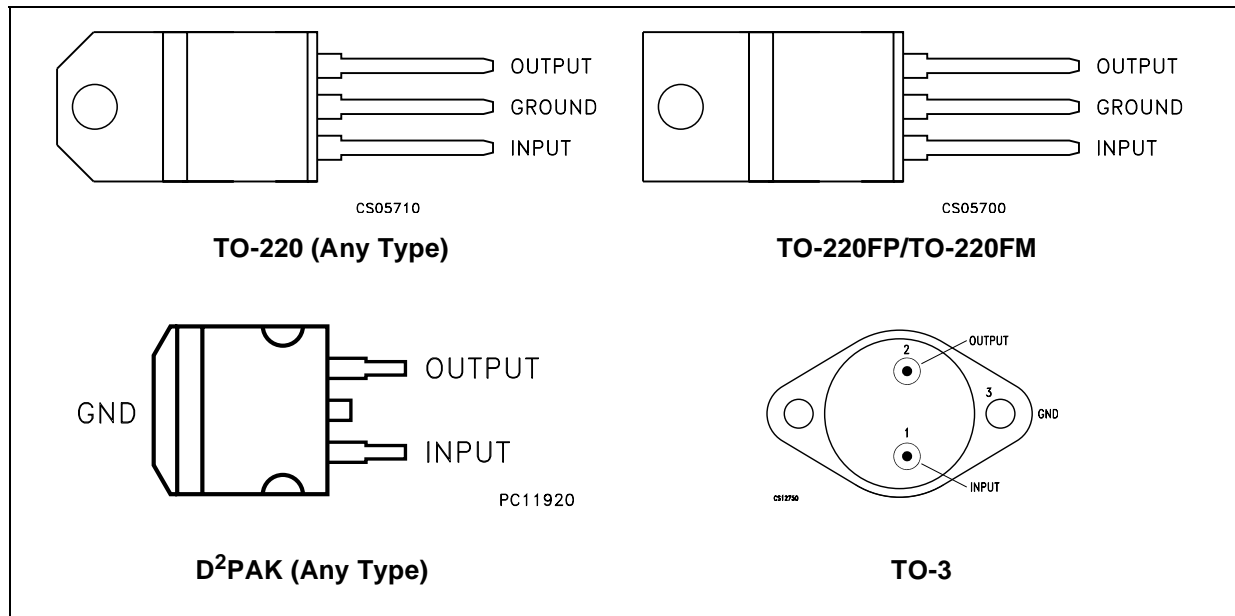 OUTPUT
GROUND
INPUT
CS05710
TO-220 (Any Type)
OUTPUT
GROUND
INPUT
CS05700
TO-220FP/TO-220FM
GND
OUTPUT
INPUT
PC11920
D²PAK (Any Type)
2
OUTPUT
3
GND
1
INPUT
CS12750
TO-3